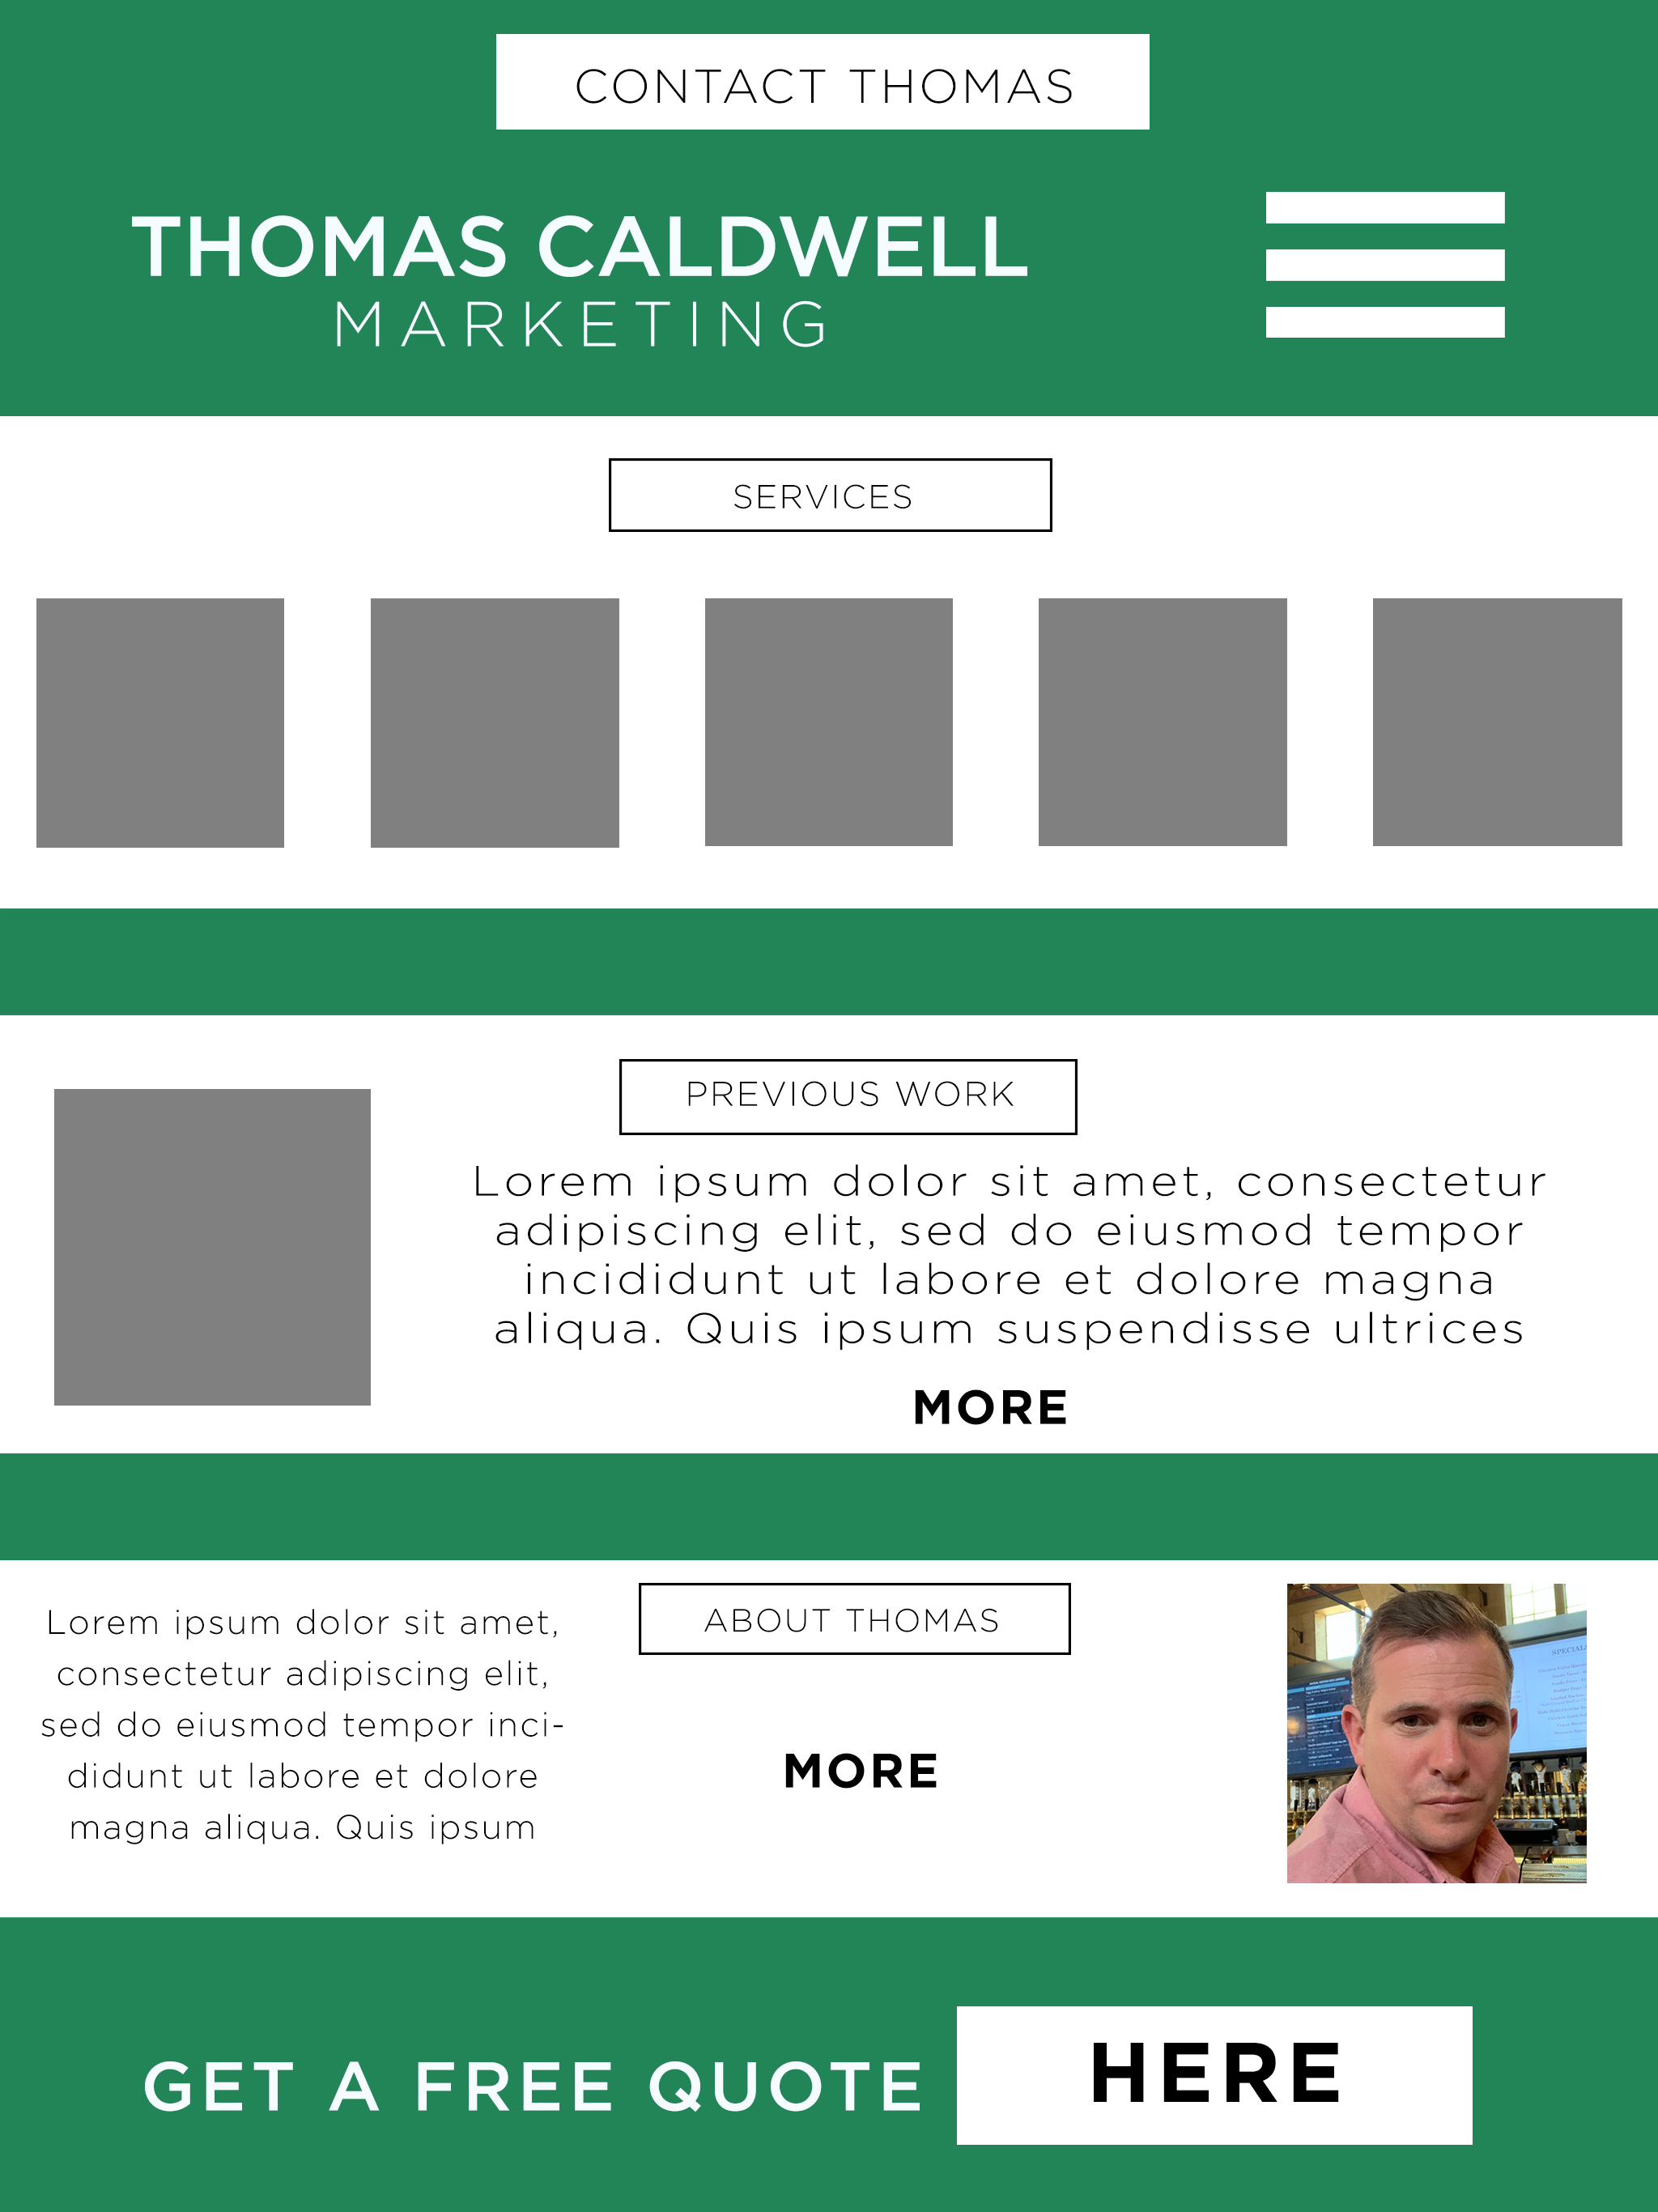 CONTACT THOMAS
THOMAS CALDWELL
MARKETING
SERVICES
PREVIOUS WORK
Lorem ipsum dolor sit amet, consectetur
adipiscing elit, sed do eiusmod tempor
incididunt ut labore et dolore magna
aliqua. Quis ipsum suspendisse ultrices
MORE
Lorem ipsum dolor sit amet,
consectetur adipiscing elit,
sed do eiusmod tempor inci-
didunt ut labore et dolore
magna aliqua. Quis ipsum
ABOUT THOMAS
MORE
SPECIAL
GET A FREE QUOTE
HERE